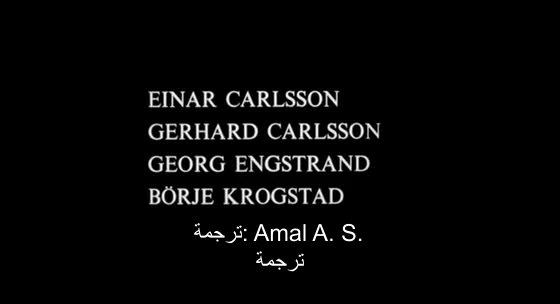 EINAR CARLSSON
GERHARD CARLSSON
GEORG ENGSTRAND
BÖRJE KROGSTAD
ترجمة: Amal A. S.
ترجمة